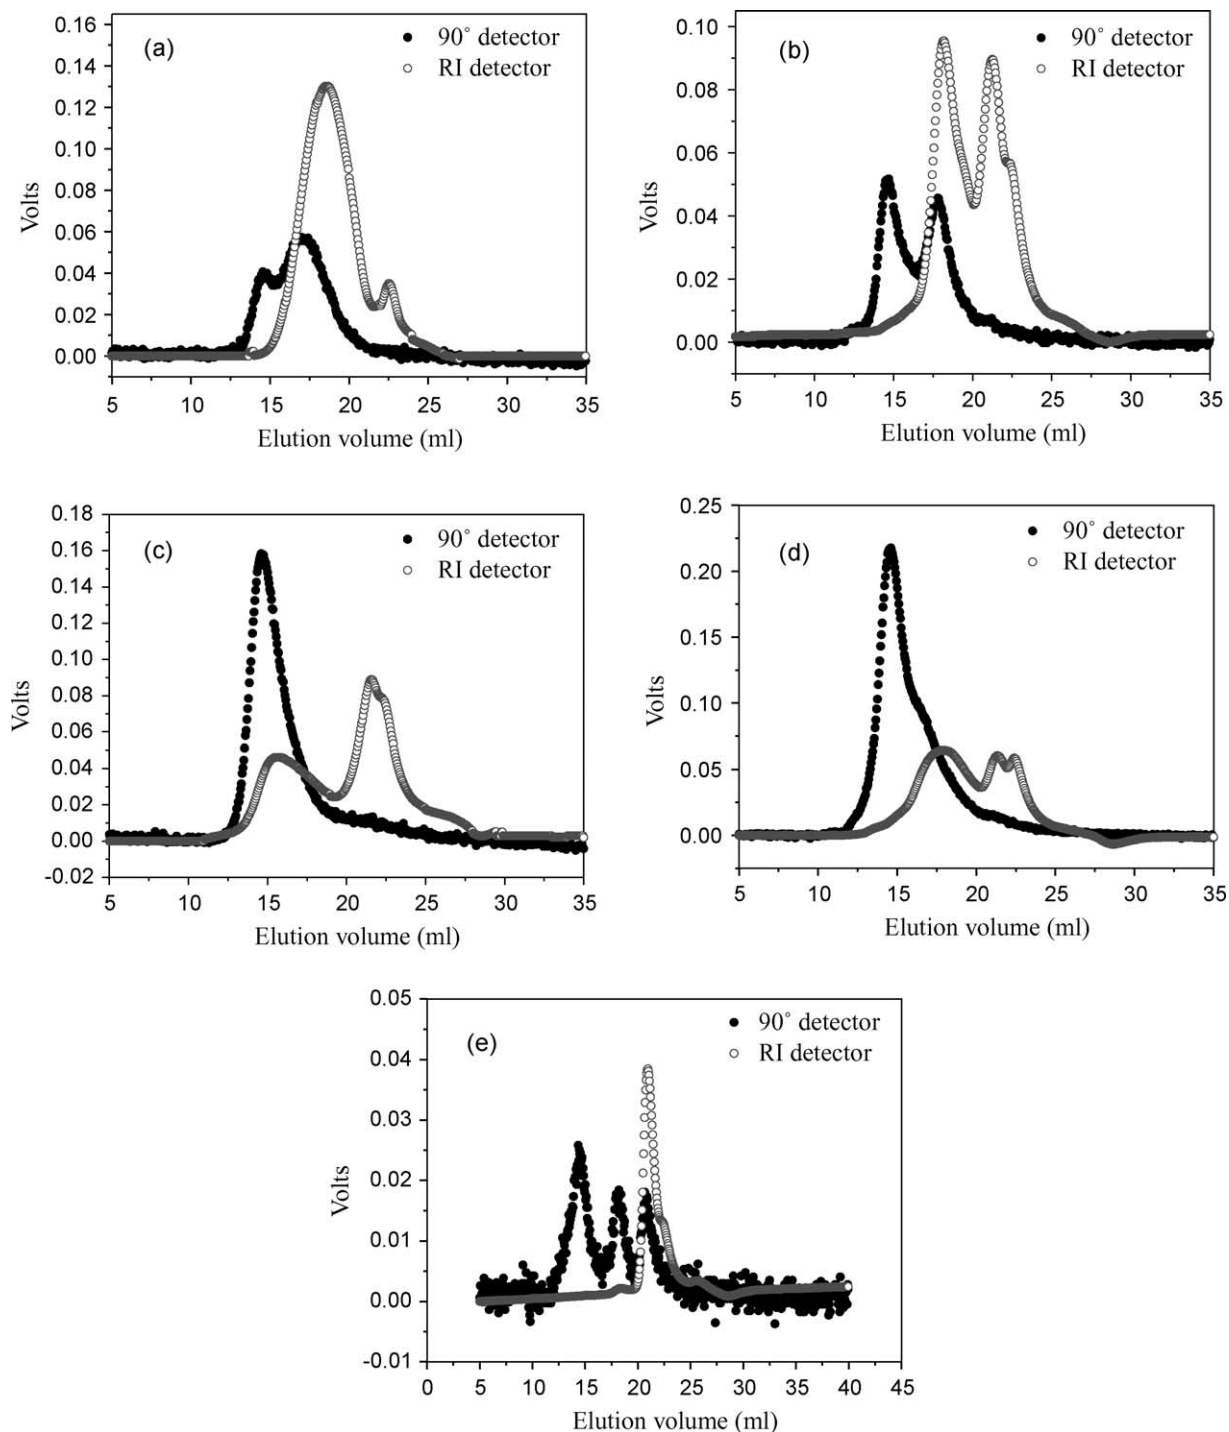 (a)
90° detector
RI detector
0.16
0.14
0.12
0.10
0.08
0.06
0.04
0.02
0.00
Volts
5 10 15 20 25 30 35
Elution volume (ml)
(b)
90° detector
RI detector
0.10
0.08
0.06
0.04
0.02
0.00
Volts
5 10 15 20 25 30 35
Elution volume (ml)
(c)
90° detector
RI detector
0.18
0.16
0.14
0.12
0.10
0.08
0.06
0.04
0.02
0.00
-0.02
Volts
5 10 15 20 25 30 35
Elution volume (ml)
(d)
90° detector
RI detector
0.25
0.20
0.15
0.10
0.05
0.00
Volts
5 10 15 20 25 30 35
Elution volume (ml)
(e)
90° detector
RI detector
0.05
0.04
0.03
0.02
0.01
0.00
-0.01
Volts
0 5 10 15 20 25 30 35 40 45
Elution volume (ml)